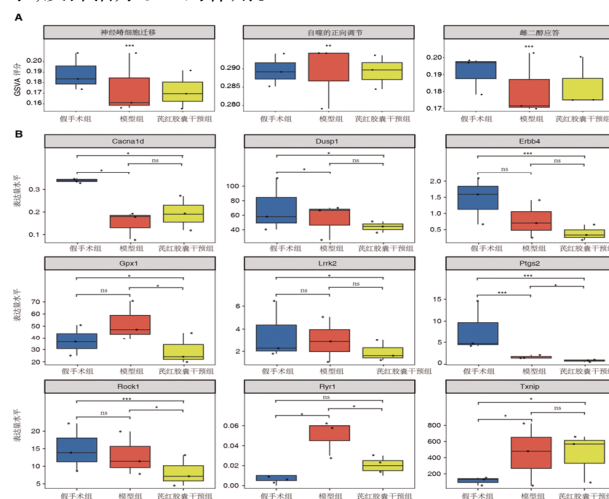 A
神经嵴细胞迁移 自噬的正向调节 雌二醇应答
GSVA 评分
*** ** ***
0.20 0.290 0.20
0.19 0.19
0.18 0.285 0.18
0.17
0.16 0.280 0.17
假手术组 模型组 芪红胶囊干预组 假手术组 模型组 芪红胶囊干预组 假手术组 模型组 芪红胶囊干预组
B
Cacna1d Dusp1 Erbb4
表达量水平
* * ***
ns ns ns
* * ns
0.3 100 2.0
80 1.5
0.2 60 1.0
0.1 40 0.5
假手术组 模型组 芪红胶囊干预组 假手术组 模型组 芪红胶囊干预组 假手术组 模型组 芪红胶囊干预组
Gpx1 Lrrk2 Ptgs2
表达量水平
* * ***
ns * ns ns *** *
70 6 15
60
50 4 10
40
30 2 5
20 0
假手术组 模型组 芪红胶囊干预组 假手术组 模型组 芪红胶囊干预组 假手术组 模型组 芪红胶囊干预组
Rock1 Ryr1 Txnip
表达量水平
*** ns *
ns * * * * ns
20 0.06 800
15 0.04 600
10 0.02 400
5 0.00 200
0
假手术组 模型组 芪红胶囊干预组 假手术组 模型组 芪红胶囊干预组 假手术组 模型组 芪红胶囊干预组